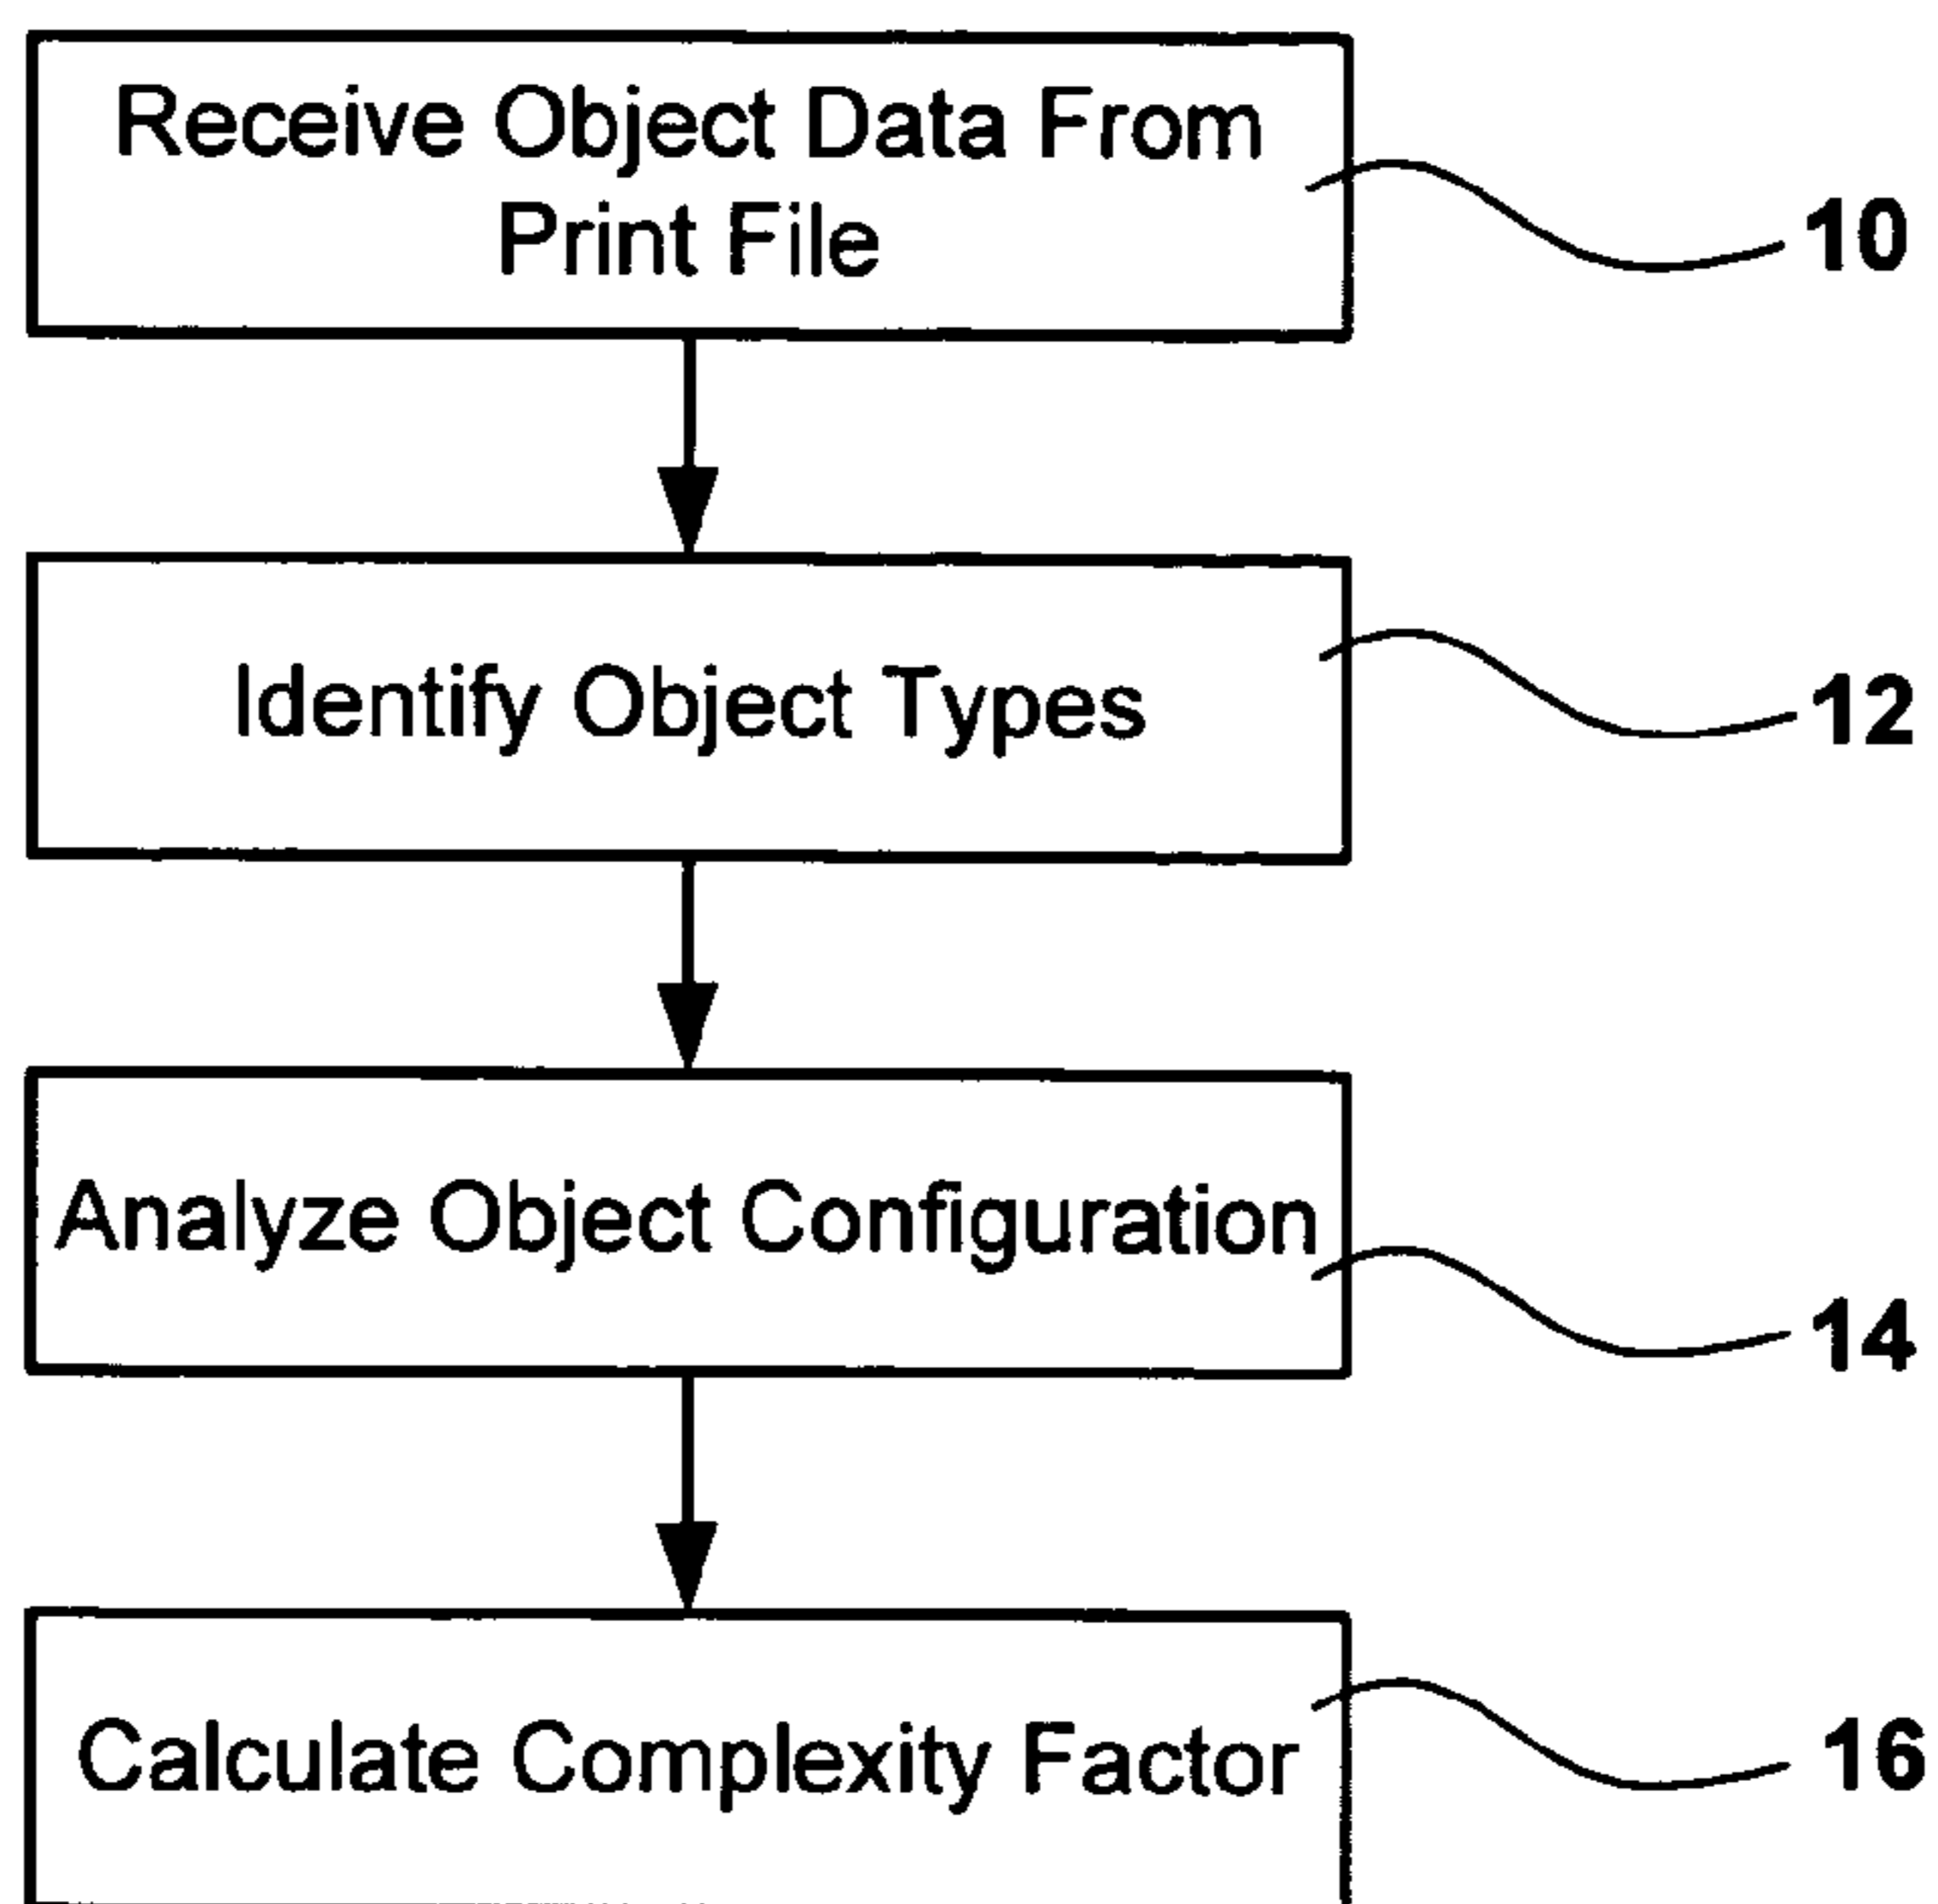 Receive Object Data From
Print File
10
Identify Object Types
12
Analyze Object Configuration
14
Calculate Complexity Factor
16